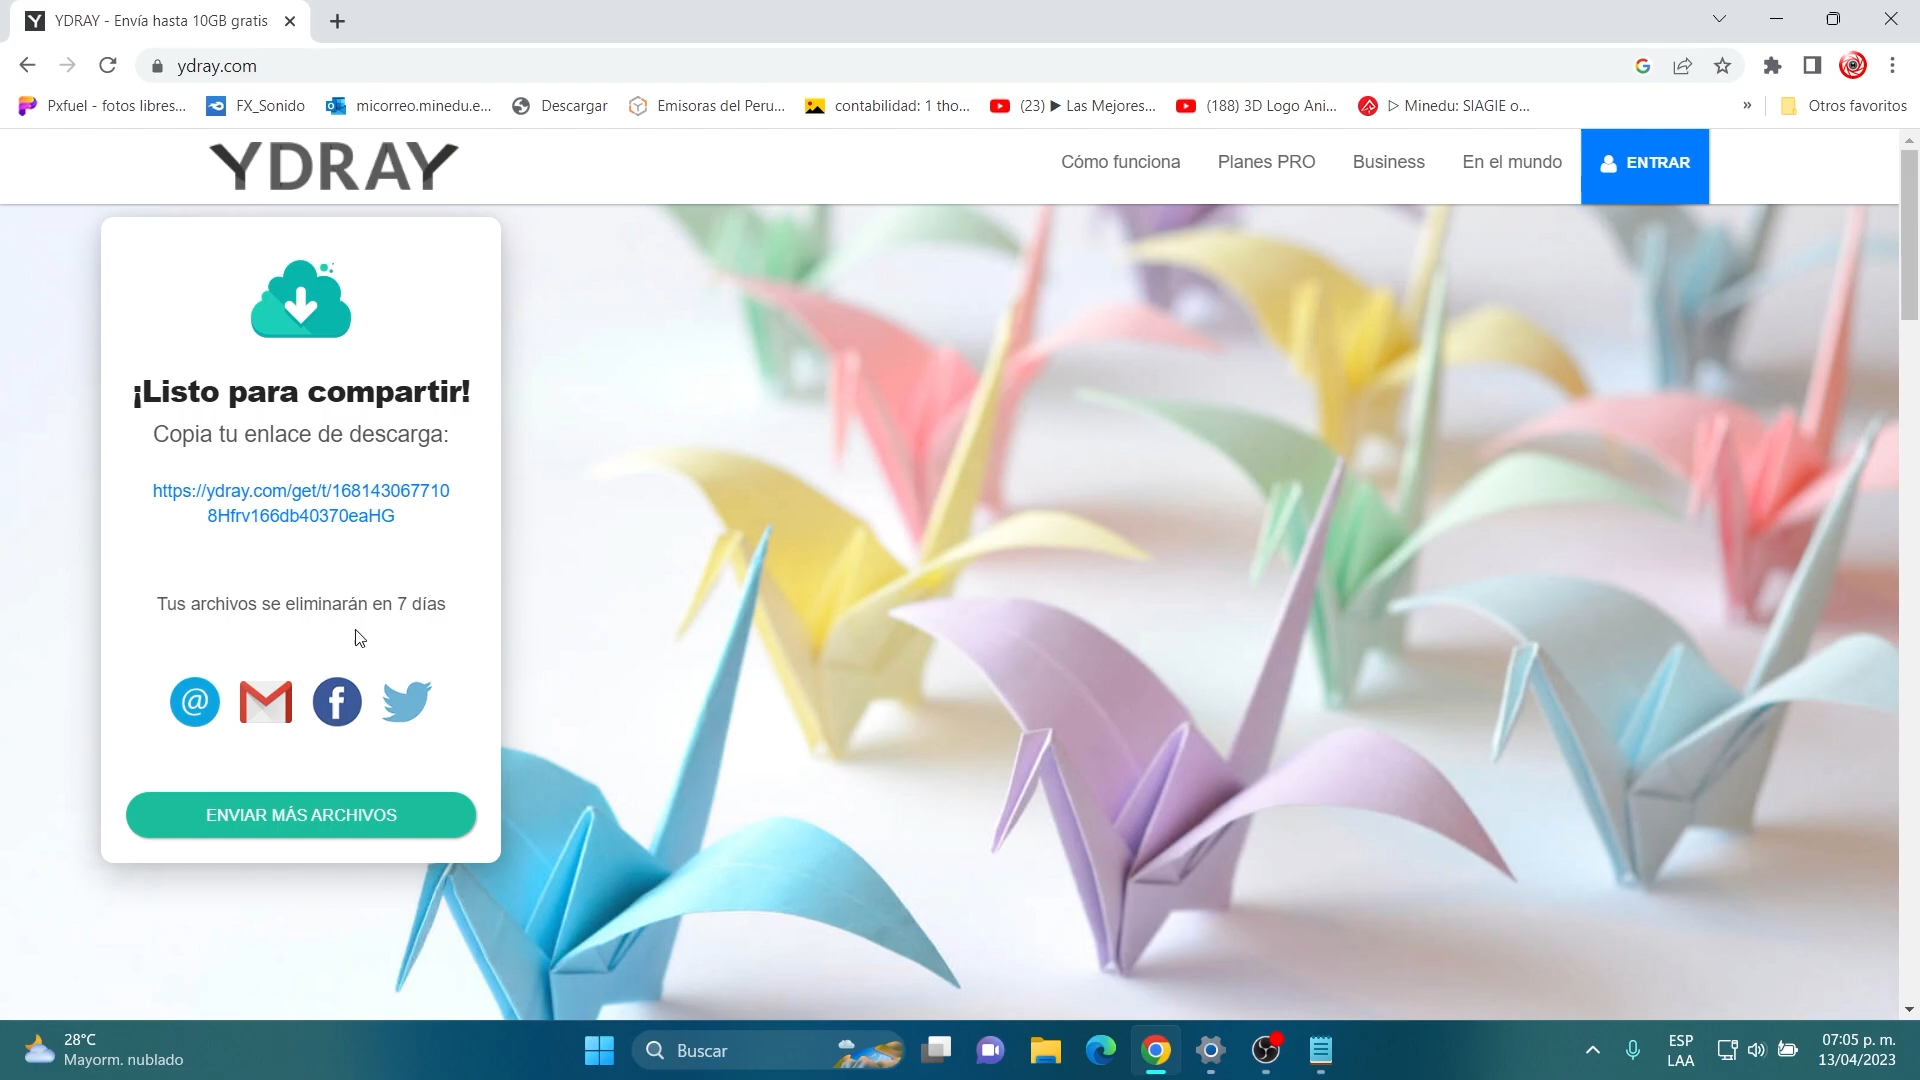 YDRAY - Envía hasta 10GB gratis
ydray.com
Pxfuel - fotos libres...
FX_Sonido
micorreo.minedu.e...
Descargar
Emisoras del Peru...
contabilidad: 1 tho...
(23) ▶ Las Mejores...
(188) 3D Logo Ani...
▷ Minedu: SIAGIE o...
»
Otros favoritos
YDRAY
Cómo funciona
Planes PRO
Business
En el mundo
ENTRAR
¡Listo para compartir!
Copia tu enlace de descarga:
https://ydray.com/get/t/168143067710
8Hfrv166db40370eaHG
Tus archivos se eliminarán en 7 días
ENVIAR MÁS ARCHIVOS
28°C
Mayorm. nublado
Buscar
ESP
LAA
07:05 p. m.
13/04/2023